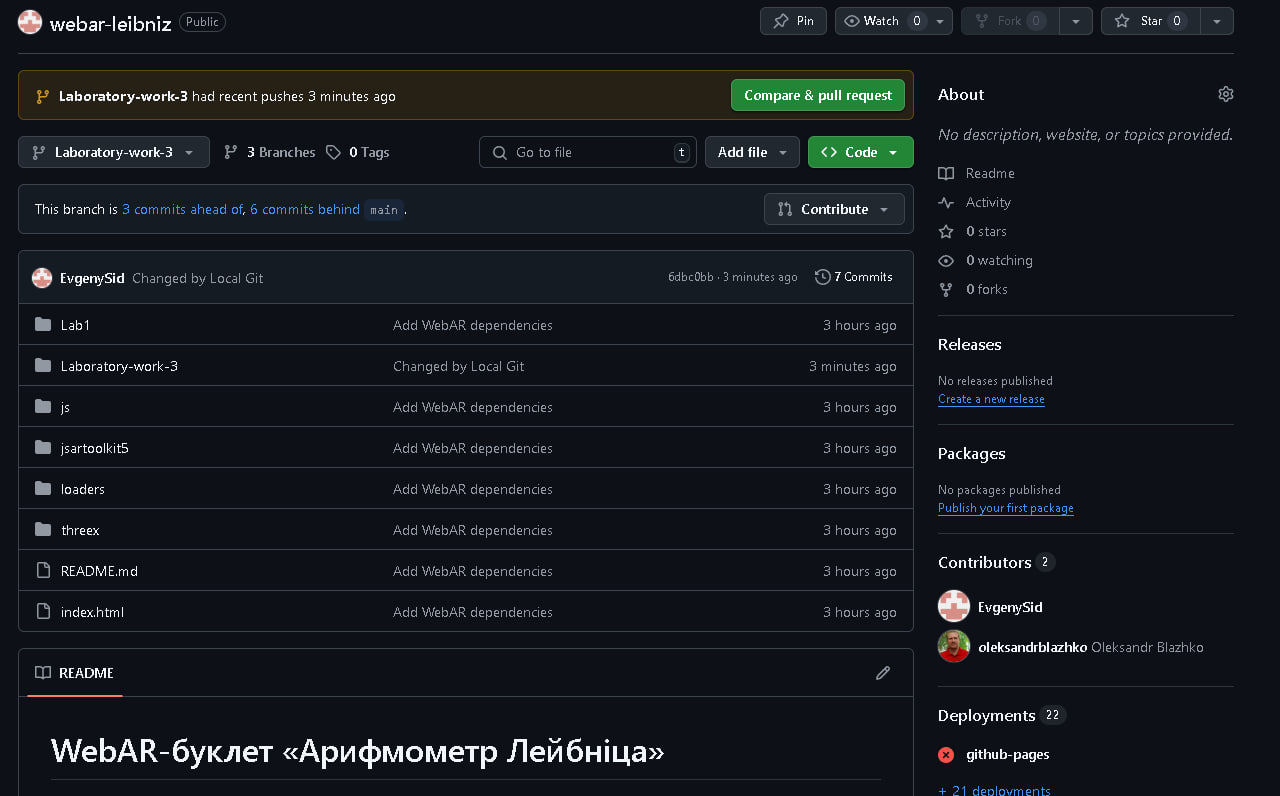 webar-leibniz Public Pin Watch 0 Fork 0 Star 0
Laboratory-work-3 had recent pushes 3 minutes ago Compare & pull request
Laboratory-work-3 3 Branches 0 Tags Go to file t Add file Code
This branch is 3 commits ahead of, 6 commits behind main. Contribute
EvgenySid Changed by Local Git 6dbc0bb · 3 minutes ago 7 Commits
Lab1 Add WebAR dependencies 3 hours ago
Laboratory-work-3 Changed by Local Git 3 minutes ago
js Add WebAR dependencies 3 hours ago
jsartoolkit5 Add WebAR dependencies 3 hours ago
loaders Add WebAR dependencies 3 hours ago
threex Add WebAR dependencies 3 hours ago
README.md Add WebAR dependencies 3 hours ago
index.html Add WebAR dependencies 3 hours ago
README
WebAR-буклет «Арифмометр Лейбніца»
About
No description, website, or topics provided.
Readme
Activity
0 stars
0 watching
0 forks
Releases
No releases published
Create a new release
Packages
No packages published
Publish your first package
Contributors 2
EvgenySid
oleksandrblazhko Oleksandr Blazhko
Deployments 22
github-pages
+ 21 deployments